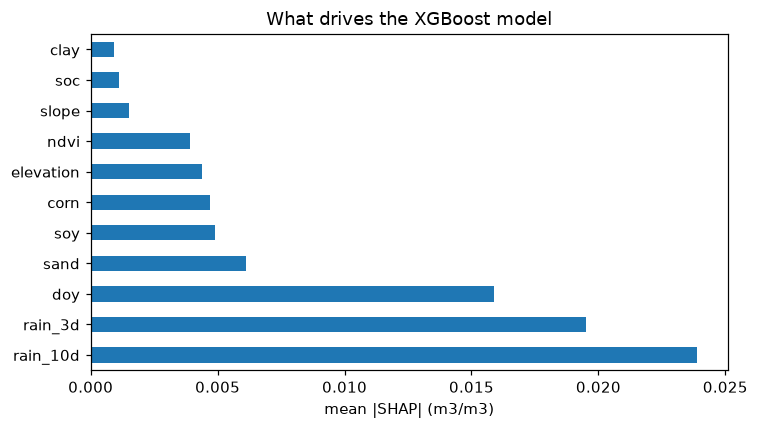 What drives the XGBoost model
clay
soc
slope
ndvi
elevation
corn
soy
sand
doy
rain_3d
rain_10d
0.000 0.005 0.010 0.015 0.020 0.025
mean |SHAP| (m3/m3)